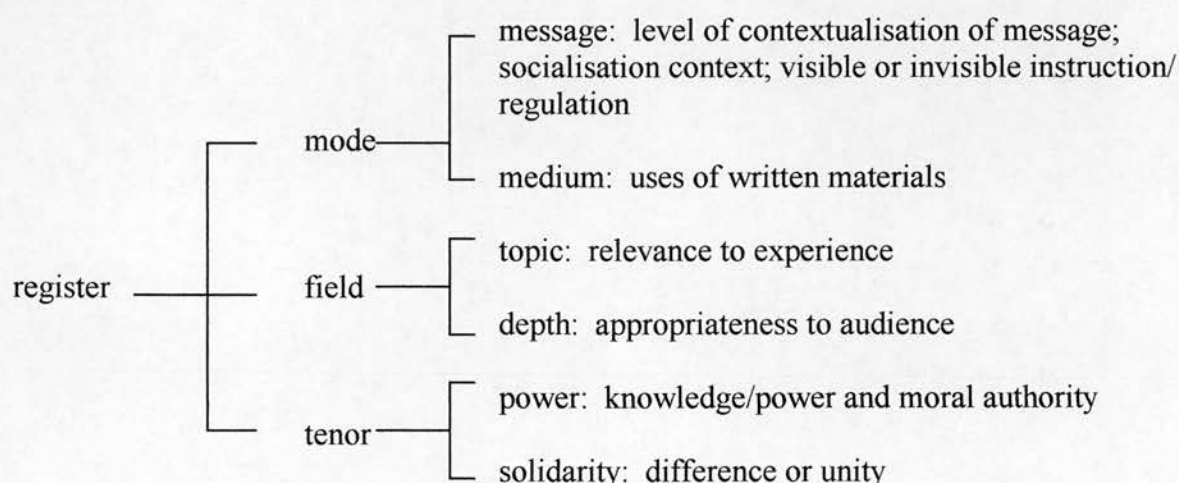 message: level of contextualisation of message;
socialisation context; visible or invisible instruction/
regulation
mode
medium: uses of written materials
topic: relevance to experience
register
field
depth: appropriateness to audience
power: knowledge/power and moral authority
tenor
solidarity: difference or unity